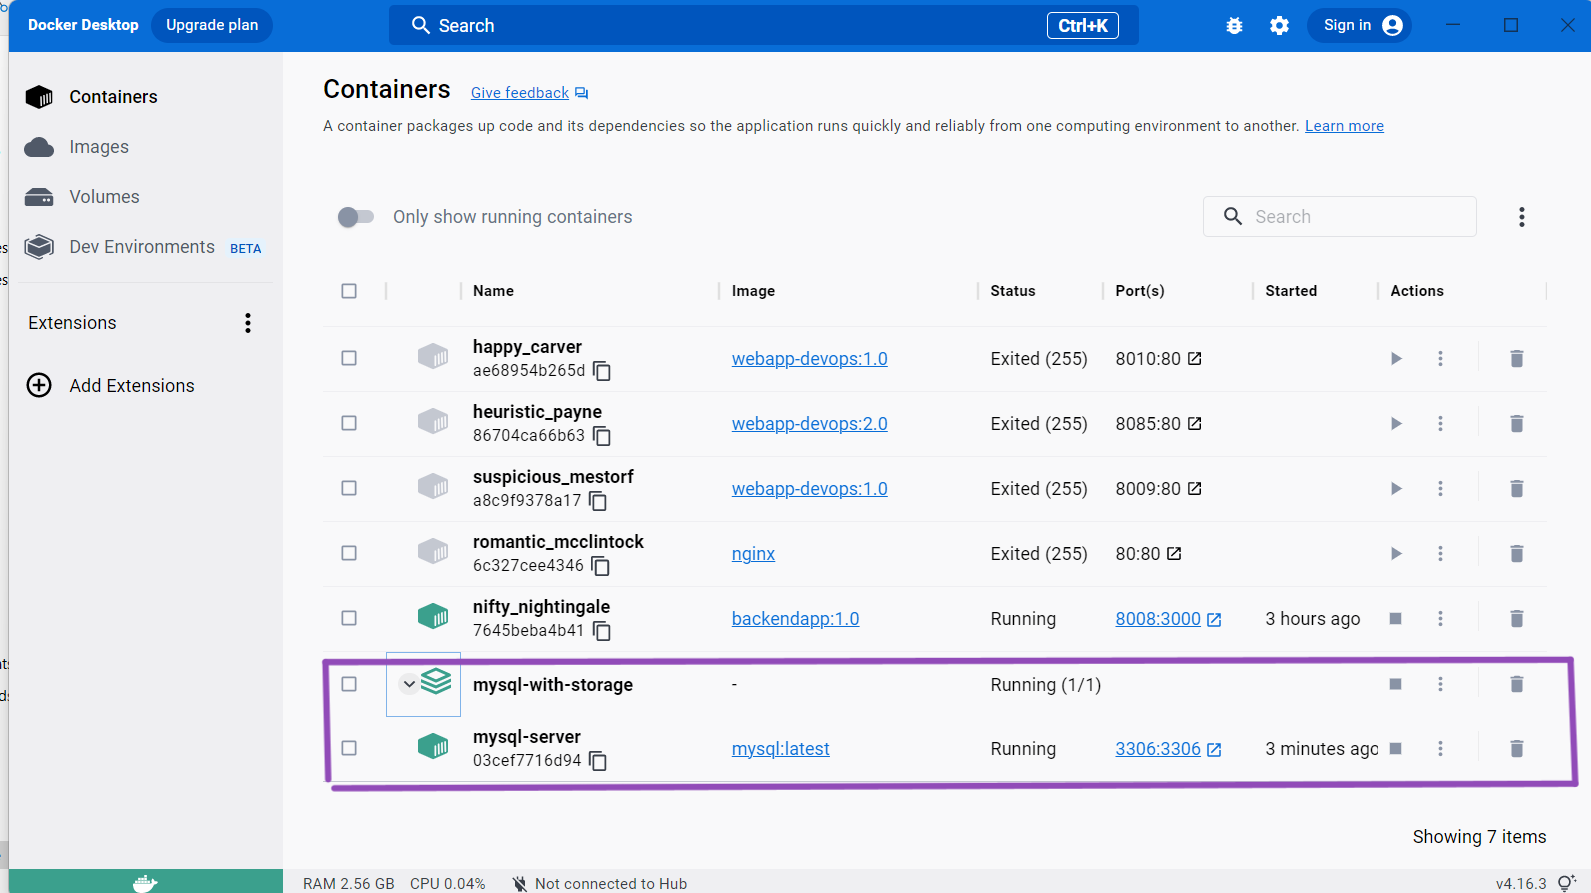 Docker Desktop Upgrade plan Search Ctrl+K Sign in
Containers
Images
Volumes
Dev Environments BETA
Extensions
Add Extensions
Containers Give feedback
A container packages up code and its dependencies so the application runs quickly and reliably from one computing environment to another. Learn more
Only show running containers Search
Name Image Status Port(s) Started Actions
happy_carver
ae68954b265d webapp-devops:1.0 Exited (255) 8010:80
heuristic_payne
86704ca66b63 webapp-devops:2.0 Exited (255) 8085:80
suspicious_mestorf
a8c9f9378a17 webapp-devops:1.0 Exited (255) 8009:80
romantic_mcclintock
6c327cee4346 nginx Exited (255) 80:80
nifty_nightingale
7645beba4b41 backendapp:1.0 Running 8008:3000 3 hours ago
mysql-with-storage - Running (1/1)
mysql-server
03cef7716d94 mysql:latest Running 3306:3306 3 minutes ago
Showing 7 items
RAM 2.56 GB CPU 0.04% Not connected to Hub v4.16.3